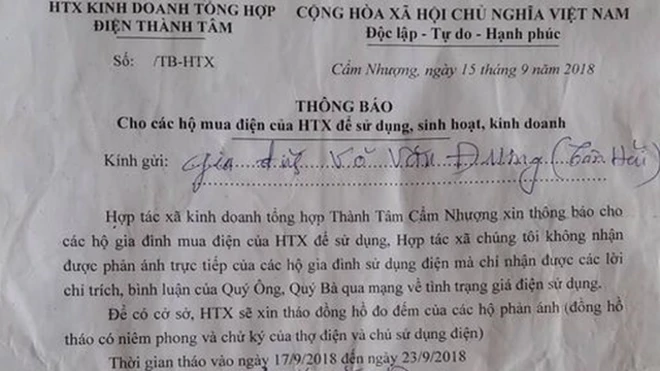 HTX KINH DOANH TỔNG HỢP
ĐIỆN THÀNH TÂM
Số: /TB-HTX
CỘNG HÒA XÃ HỘI CHỦ NGHĨA VIỆT NAM
Độc lập - Tự do - Hạnh phúc
Cẩm Nhượng, ngày 15 tháng 9 năm 2018
THÔNG BÁO
Cho các hộ mua điện của HTX để sử dụng, sinh hoạt, kinh doanh
Kính gửi: Gia đình Võ Văn Đường (Tân Hải)
Hợp tác xã kinh doanh tổng hợp Thành Tâm Cẩm Nhượng xin thông báo cho
các hộ gia đình mua điện của HTX để sử dụng, Hợp tác xã chúng tôi không nhận
được phản ánh trực tiếp của các hộ gia đình sử dụng điện mà chỉ nhận được các lời
chỉ trích, bình luận của Quý Ông, Quý Bà qua mạng về tình trạng giá điện sử dụng.
Để có cở sở, HTX sẽ xin tháo đồng hồ đo đếm của các hộ phản ánh (đồng hồ
tháo có niêm phong và chữ ký của thợ điện và chủ sử dụng điện)
Thời gian tháo vào ngày 17/9/2018 đến ngày 23/9/2018